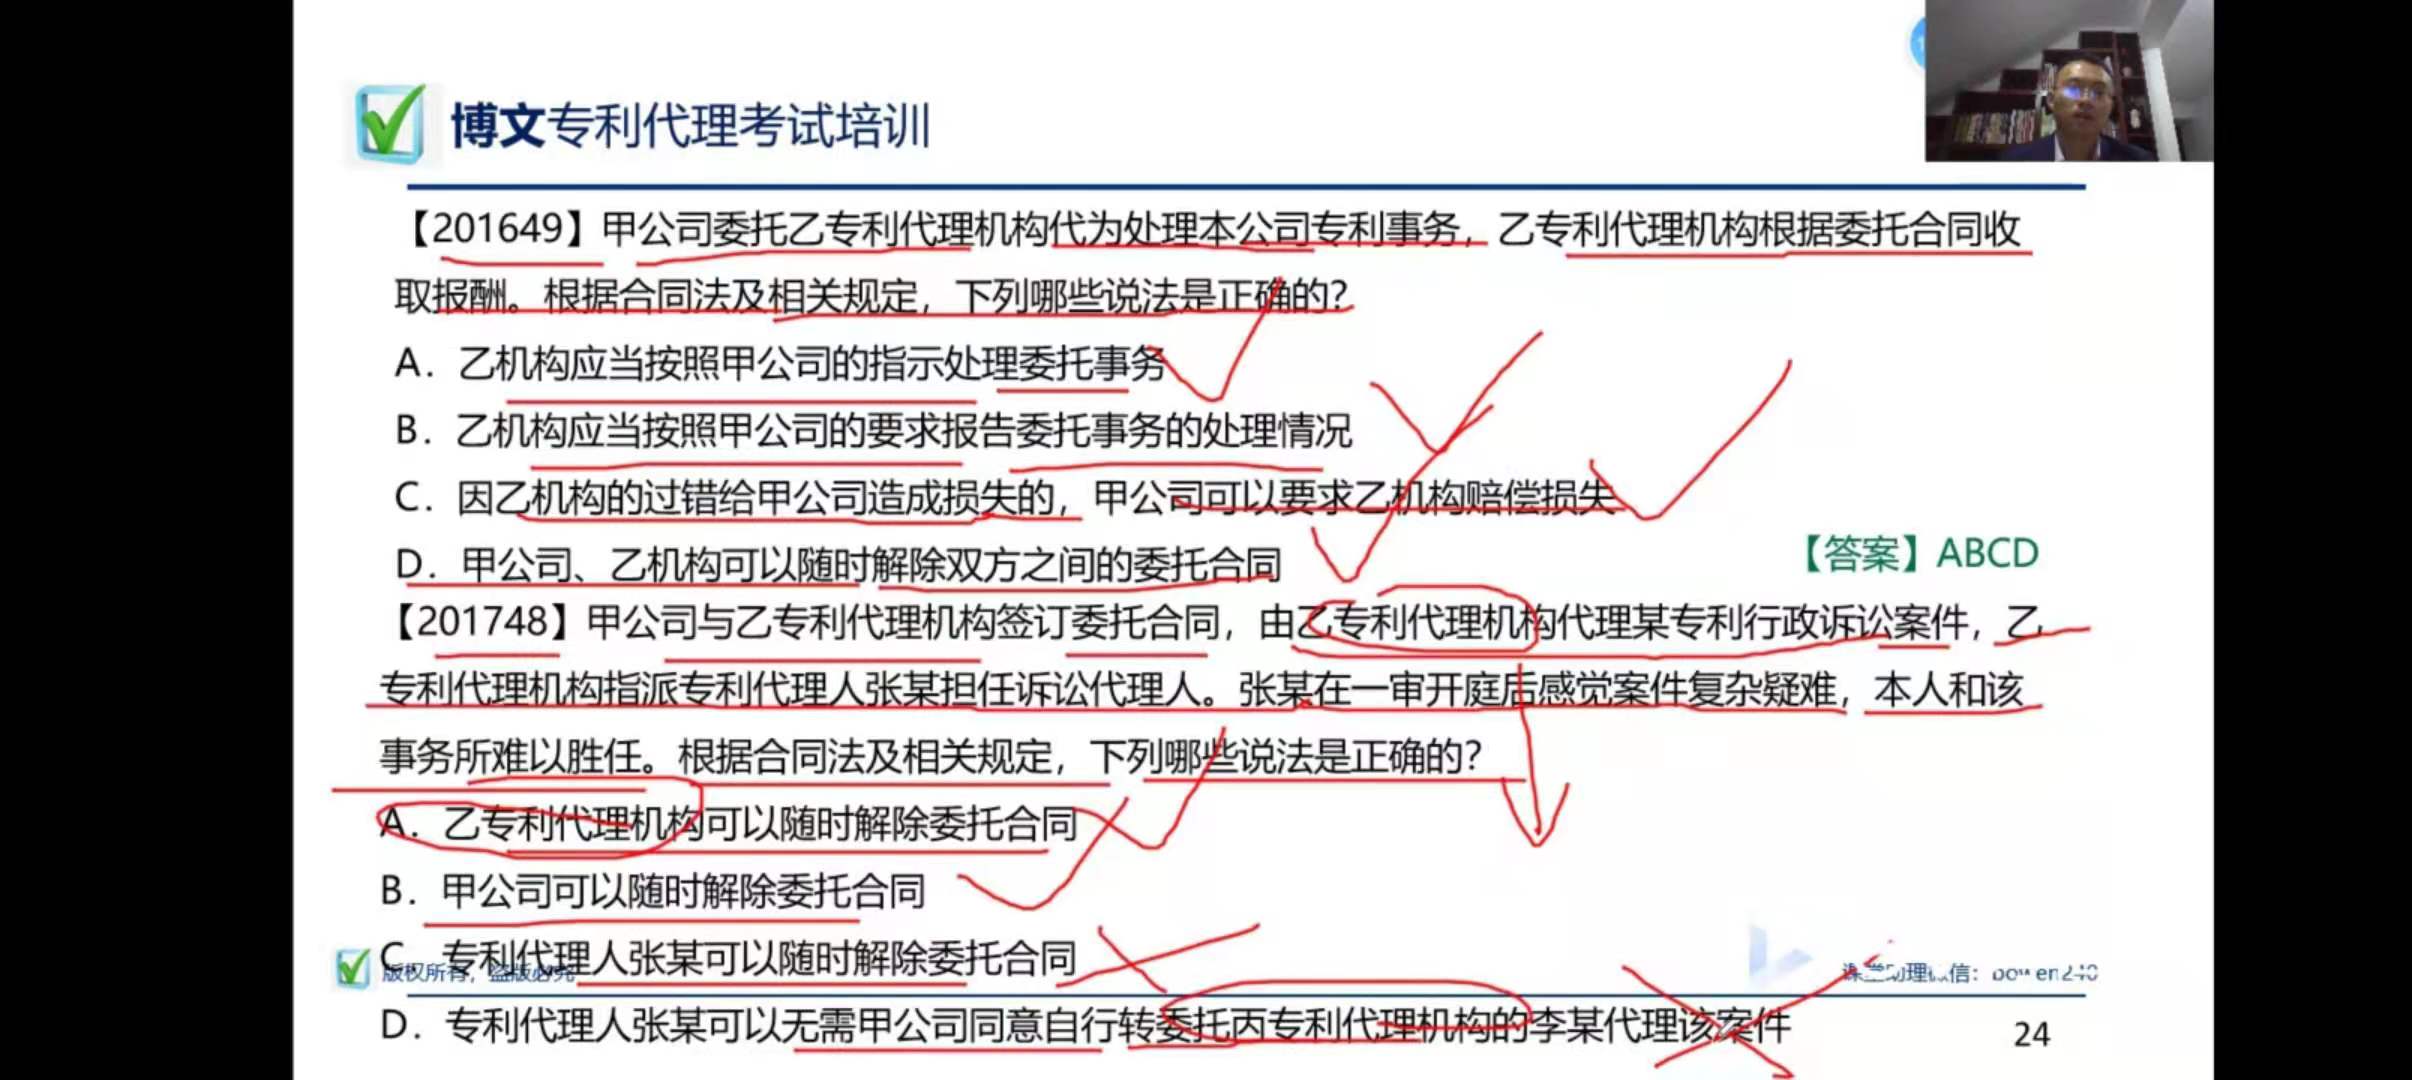 博文专利代理考试培训
【201649】甲公司委托乙专利代理机构代为处理本公司专利事务，乙专利代理机构根据委托合同收
取报酬。根据合同法及相关规定，下列哪些说法是正确的？
A．乙机构应当按照甲公司的指示处理委托事务
B．乙机构应当按照甲公司的要求报告委托事务的处理情况
C．因乙机构的过错给甲公司造成损失的，甲公司可以要求乙机构赔偿损失
D．甲公司、乙机构可以随时解除双方之间的委托合同
【答案】ABCD
【201748】甲公司与乙专利代理机构签订委托合同，由乙专利代理机构代理某专利行政诉讼案件，乙
专利代理机构指派专利代理人张某担任诉讼代理人。张某在一审开庭后感觉案件复杂疑难，本人和该
事务所难以胜任。根据合同法及相关规定，下列哪些说法是正确的？
A．乙专利代理机构可以随时解除委托合同
B．甲公司可以随时解除委托合同
C．专利代理人张某可以随时解除委托合同
版权所有，盗版必究
课堂助理微信：bowen240
D．专利代理人张某可以无需甲公司同意自行转委托丙专利代理机构的李某代理该案件
24